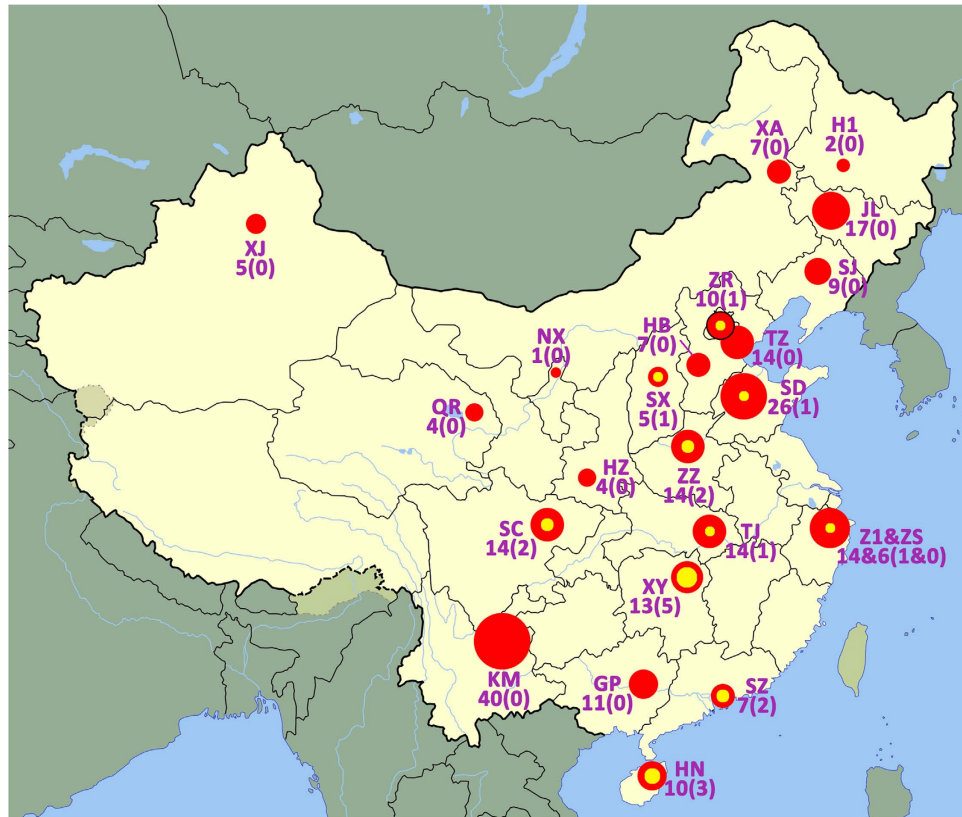 XA
7(0)
H1
2(0)
JL
17(0)
XJ
5(0)
SJ
9(0)
ZR
10(1)
HB
7(0)
TZ
14(0)
NX
1(0)
SX
5(1)
SD
26(1)
QR
4(0)
ZZ
14(2)
HZ
4(0)
SC
14(2)
TJ
14(1)
Z1&ZS
14&6(1&0)
XY
13(5)
KM
40(0)
GP
11(0)
SZ
7(2)
HN
10(3)